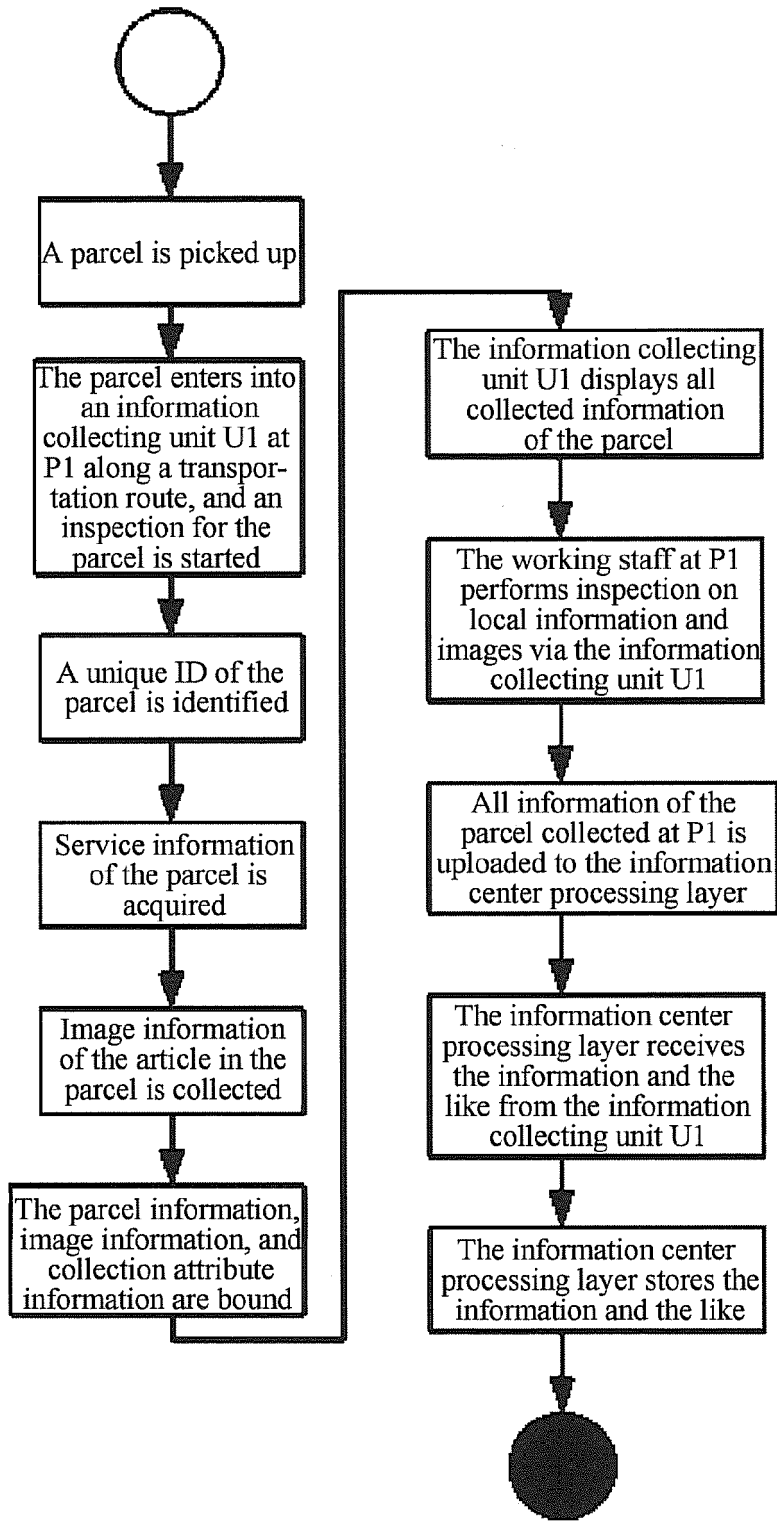 A parcel is picked up
The parcel enters into
an information
collecting unit U1 at
P1 along a transpor-
tation route, and an
inspection for the
parcel is started
A unique ID of the
parcel is identified
Service information
of the parcel is
acquired
Image information
of the article in the
parcel is collected
The parcel information,
image information, and
collection attribute
information are bound
The information collecting
unit U1 displays all
collected information
of the parcel
The working staff at P1
performs inspection on
local information and
images via the information
collecting unit U1
All information of the
parcel collected at P1 is
uploaded to the information
center processing layer
The information center
processing layer receives
the information and the
like from the information
collecting unit U1
The information center
processing layer stores the
information and the like